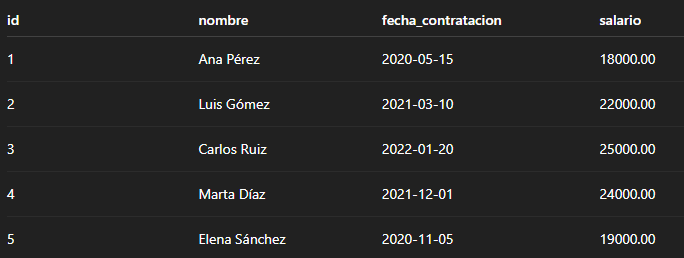 id nombre fecha_contratacion salario
1 Ana Pérez 2020-05-15 18000.00
2 Luis Gómez 2021-03-10 22000.00
3 Carlos Ruiz 2022-01-20 25000.00
4 Marta Díaz 2021-12-01 24000.00
5 Elena Sánchez 2020-11-05 19000.00